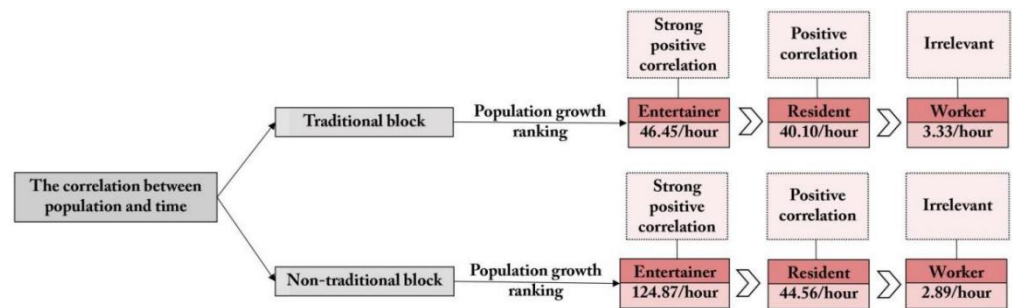 The correlation between
population and time
Traditional block
Population growth
ranking
Strong
positive
correlation
Entertainer
46.45/hour
Positive
correlation
Resident
40.10/hour
Irrelevant
Worker
3.33/hour
Non-traditional block
Population growth
ranking
Strong
positive
correlation
Entertainer
124.87/hour
Positive
correlation
Resident
44.56/hour
Irrelevant
Worker
2.89/hour